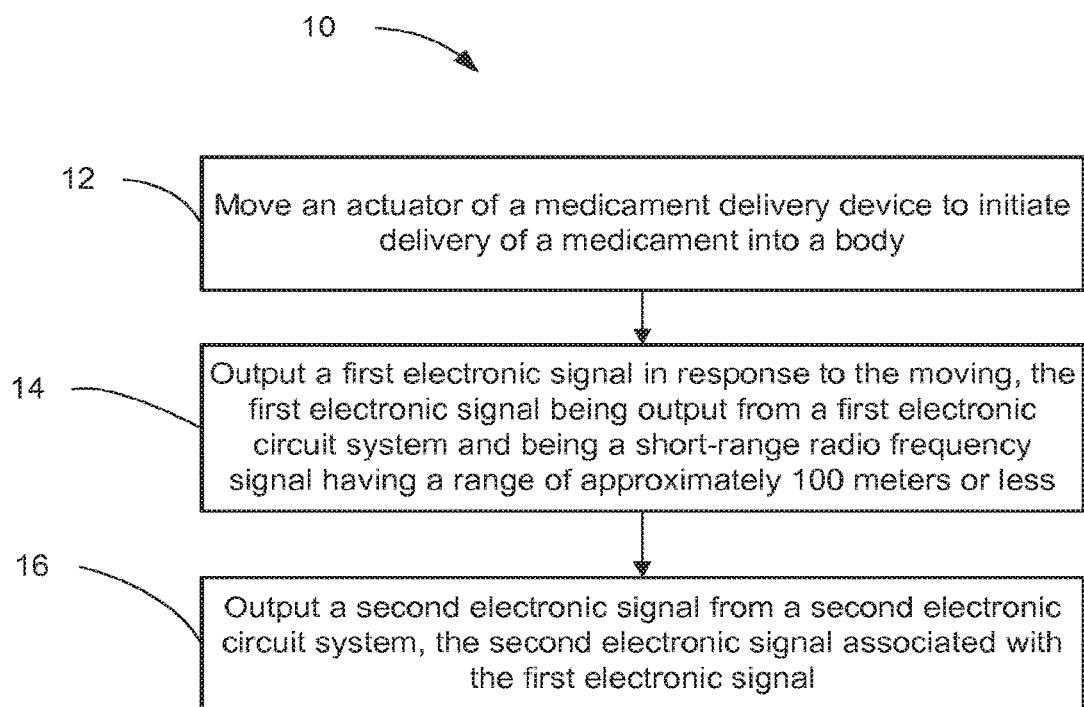 10
12
Move an actuator of a medicament delivery device to initiate
delivery of a medicament into a body
14
Output a first electronic signal in response to the moving, the
first electronic signal being output from a first electronic
circuit system and being a short-range radio frequency
signal having a range of approximately 100 meters or less
16
Output a second electronic signal from a second electronic
circuit system, the second electronic signal associated with
the first electronic signal